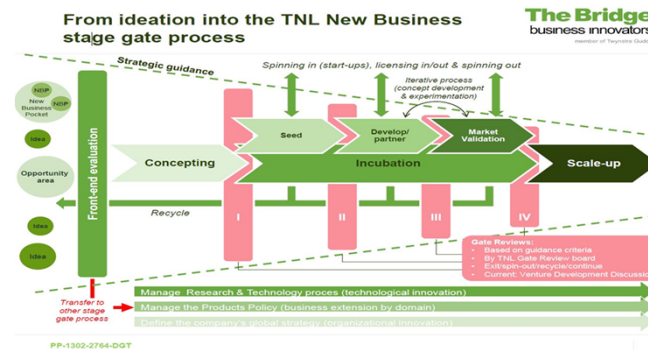 From ideation into the TNL New Business
stage gate process
The Bridge
business innovators
member of Twynstra Gudde
Strategic guidance
Spinning in (start-ups), licensing in/out & spinning out
Iterative process
(concept development
& experimentation)
NBP
New
Business
Pocket
NBP
Idea
Opportunity
area
Idea
Idea
Front-end evaluation
Concepting
Seed
Develop/
partner
Market
Validation
Incubation
Scale-up
Recycle
I
II
III
IV
Gate Reviews:
• Based on guidance criteria
• By TNL Gate Review board
• Exit/spin-out/recycle/continue
• Current: Venture Development Discussio
Transfer to
other stage
gate process
Manage Research & Technology proces (technological innovation)
Manage the Products Policy (business extension by domain)
Define the company's global strategy (organizational innovation)
PP-1302-2764-DGT